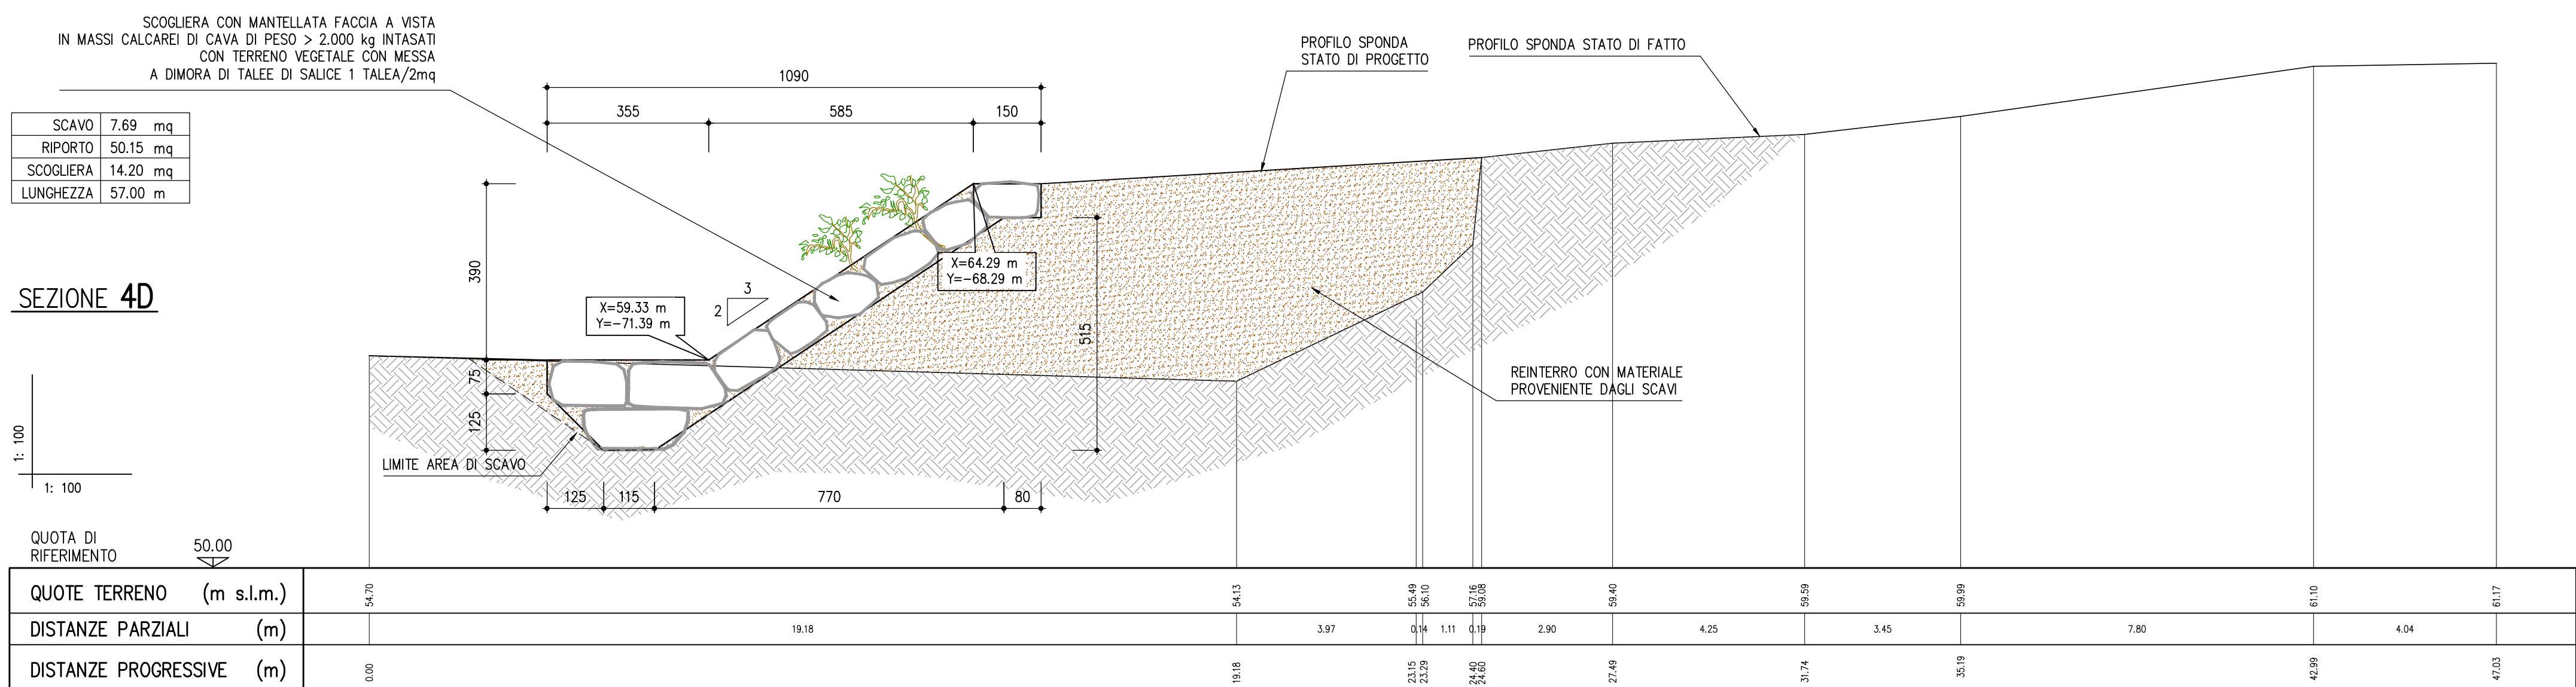 SCOGLIERA CON MANTELLATA FACCIA A VISTA
IN MASSI CALCAREI DI CAVA DI PESO > 2.000 kg INTASATI
CON TERRENO VEGETALE CON MESSA
A DIMORA DI TALEE DI SALICE 1 TALEA/2mq
PROFILO SPONDA
STATO DI PROGETTO
PROFILO SPONDA STATO DI FATTO
1090
355 585 150
SCAVO 7.69 mq
RIPORTO 50.15 mq
SCOGLIERA 14.20 mq
LUNGHEZZA 57.00 m
SEZIONE 4D
390
75
125
515
3
2
X=64.29 m
Y=-68.29 m
X=59.33 m
Y=-71.39 m
REINTERRO CON MATERIALE
PROVENIENTE DAGLI SCAVI
LIMITE AREA DI SCAVO
1: 100
1: 100
125 115 770 80
QUOTA DI
RIFERIMENTO
50.00
QUOTE TERRENO (m s.l.m.) 54.70 54.13 55.49 56.10 57.16 59.08 59.40 59.59 59.99 61.10 61.17
DISTANZE PARZIALI (m) 19.18 3.97 0.14 1.11 0.19 2.90 4.25 3.45 7.80 4.04
DISTANZE PROGRESSIVE (m) 0.00 19.18 23.15 23.29 24.40 24.60 27.49 31.74 35.19 42.99 47.03